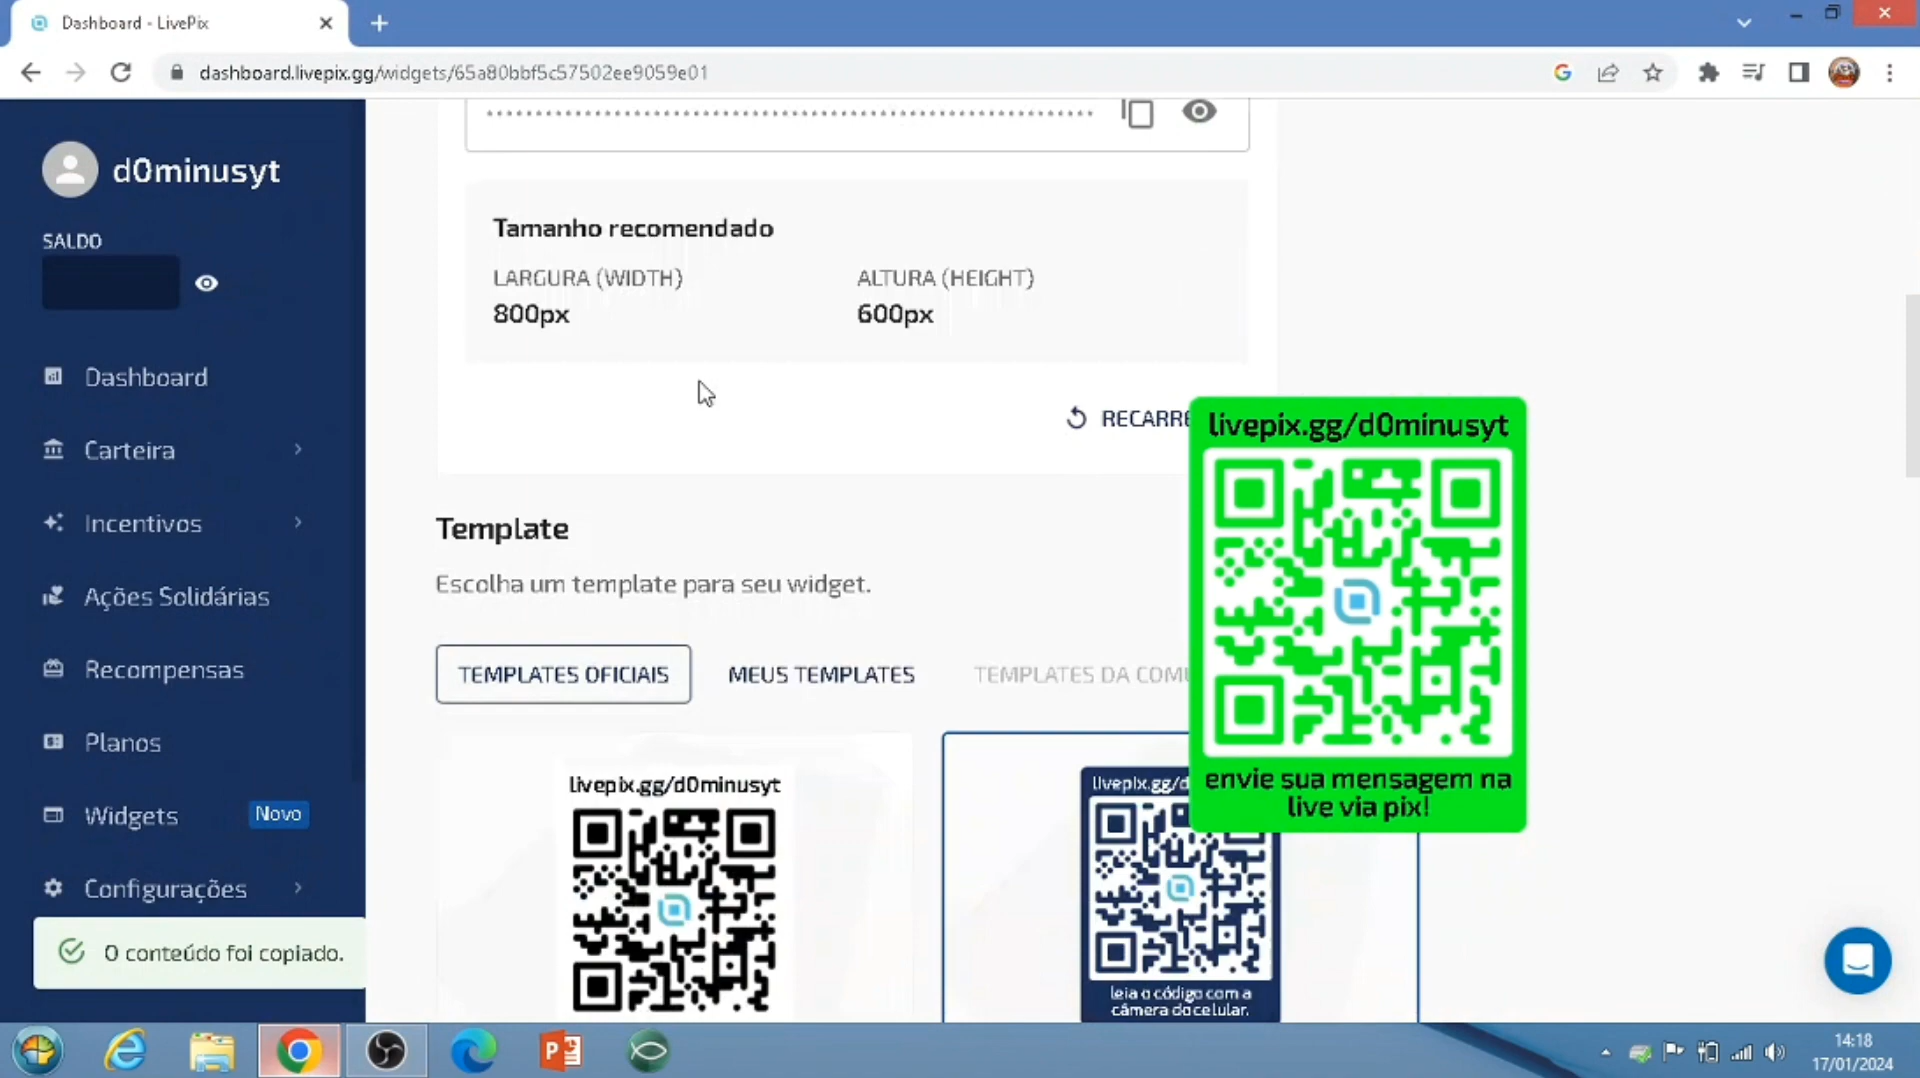 Dashboard - LivePix
dashboard.livepix.gg/widgets/65a80bbf5c57502ee9059e01
d0minusyt
SALDO
Dashboard
Carteira
Incentivos
Ações Solidárias
Recompensas
Planos
Widgets
Novo
Configurações
O conteúdo foi copiado.
Tamanho recomendado
LARGURA (WIDTH)
800px
ALTURA (HEIGHT)
600px
RECARRE
Template
Escolha um template para seu widget.
TEMPLATES OFICIAIS
MEUS TEMPLATES
TEMPLATES DA COMU
livepix.gg/d0minusyt
livepix.gg/d
leia o código com a
câmera do celular.
livepix.gg/d0minusyt
envie sua mensagem na
live via pix!
14:18
17/01/2024